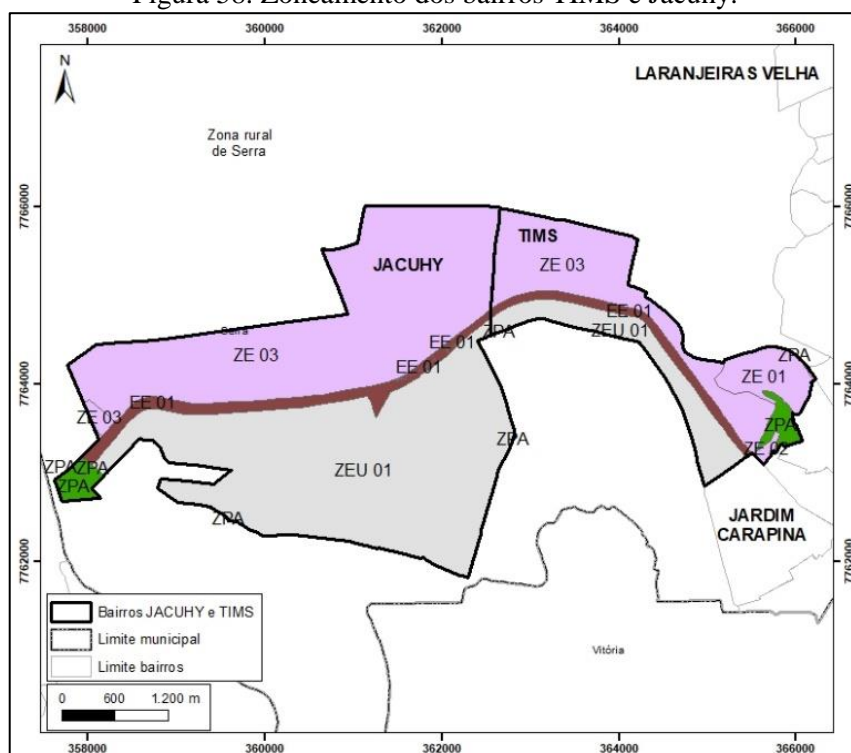 Figura 38: Zoneamento dos bairros TIMS e Jacuhy.
358000 360000 362000 364000 366000
N
LARANJEIRAS VELHA
Zona rural
de Serra
7766000 7766000
TIMS
JACUHY
ZE 03
EE 01
ZPA
ZEU 01
Serra
ZE 03
EE 01
EE 01
ZPA
7764000 7764000
ZE 01
EE 01
ZE 03
ZPA
ZPA
ZE 02
ZPA ZPA
ZPA
ZEU 01
ZPA
JARDIM
CARAPINA
7762000 7762000
Bairros JACUHY e TIMS
Limite municipal
Limite bairros
Vitória
0 600 1.200 m
358000 360000 362000 364000 366000